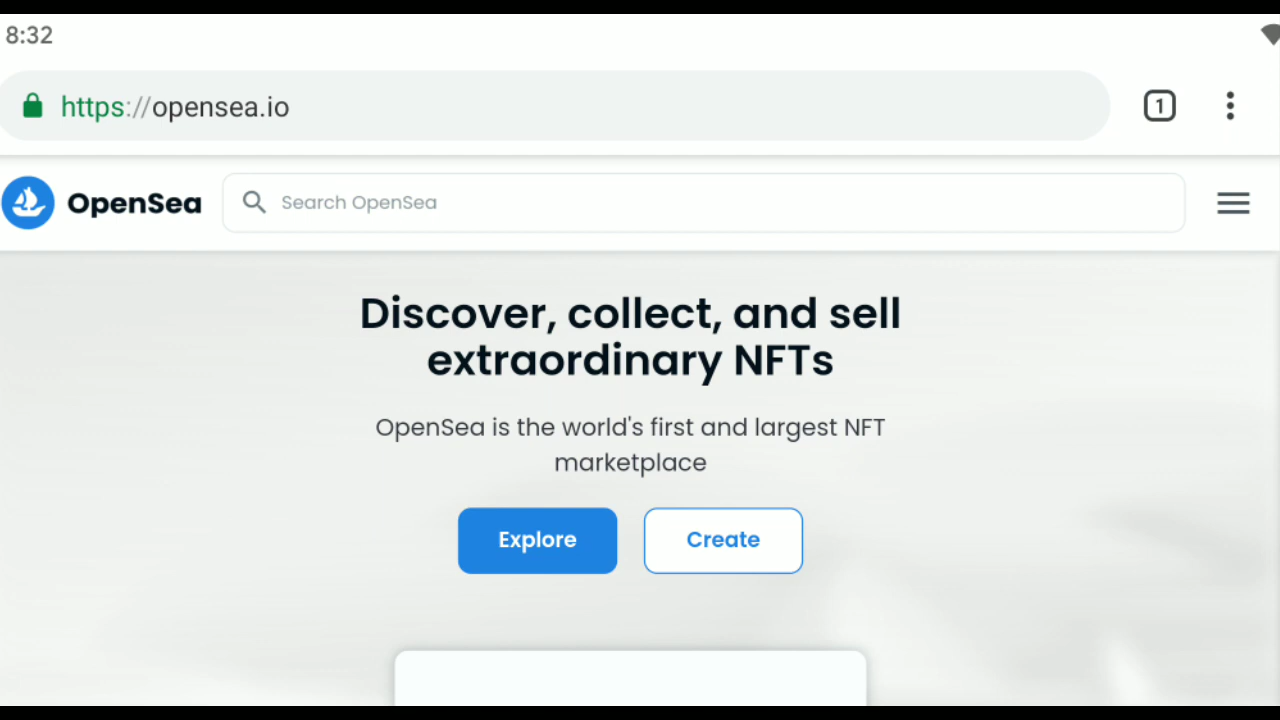 8:32
https://opensea.io
1
OpenSea
Search OpenSea
Discover, collect, and sell
extraordinary NFTs
OpenSea is the world's first and largest NFT
marketplace
Explore
Create